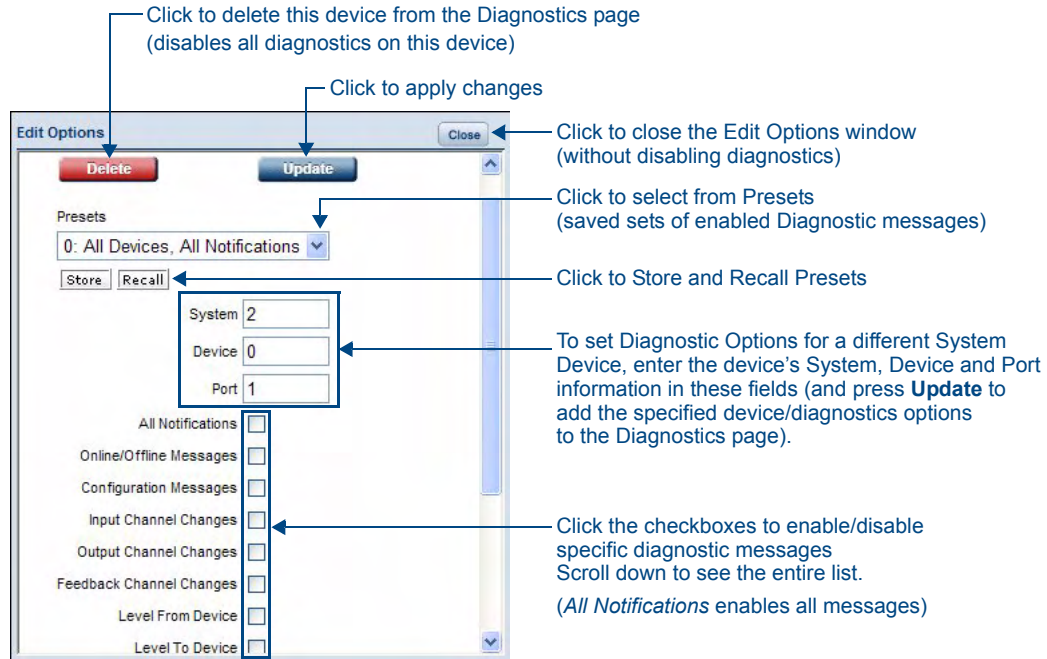 Click to delete this device from the Diagnostics page
(disables all diagnostics on this device)
Click to apply changes
Edit Options
Close
Click to close the Edit Options window
(without disabling diagnostics)
Delete
Update
Click to select from Presets
(saved sets of enabled Diagnostic messages)
Presets
0: All Devices, All Notifications
Store
Recall
Click to Store and Recall Presets
System 2
Device 0
Port 1
To set Diagnostic Options for a different System
Device, enter the device's System, Device and Port
information in these fields (and press Update to
add the specified device/diagnostics options
to the Diagnostics page).
All Notifications
Online/Offline Messages
Configuration Messages
Input Channel Changes
Output Channel Changes
Feedback Channel Changes
Level From Device
Level To Device
Click the checkboxes to enable/disable
specific diagnostic messages
Scroll down to see the entire list.
(All Notifications enables all messages)